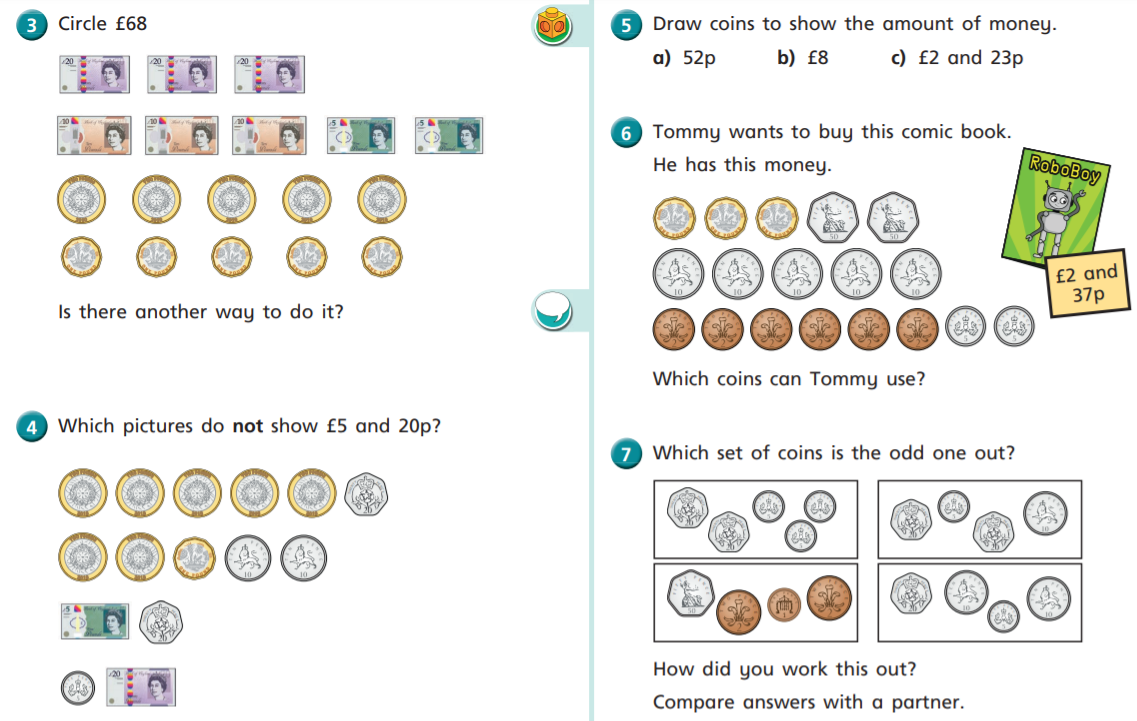 3 Circle £68
Is there another way to do it?
4 Which pictures do not show £5 and 20p?
5 Draw coins to show the amount of money.
a) 52p b) £8 c) £2 and 23p
6 Tommy wants to buy this comic book.
He has this money.
RoboBoy
£2 and
37p
Which coins can Tommy use?
7 Which set of coins is the odd one out?
How did you work this out?
Compare answers with a partner.